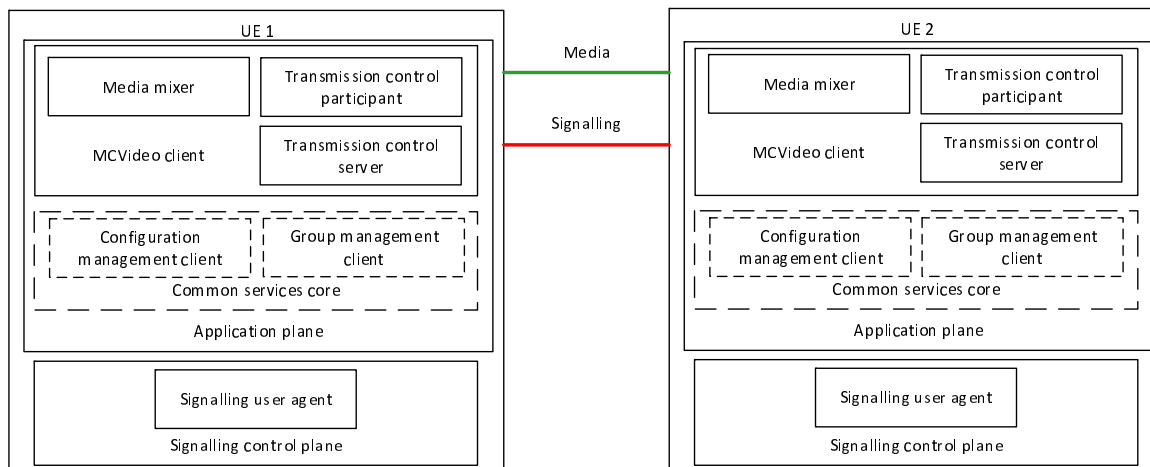 UE 1
Media mixer
Transmission control
participant
MCVideo client
Transmission control
server
Configuration
management client
Group management
client
Common services core
Application plane
Signalling user agent
Signalling control plane
Media
Signalling
UE 2
Media mixer
Transmission control
participant
MCVideo client
Transmission control
server
Configuration
management client
Group management
client
Common services core
Application plane
Signalling user agent
Signalling control plane